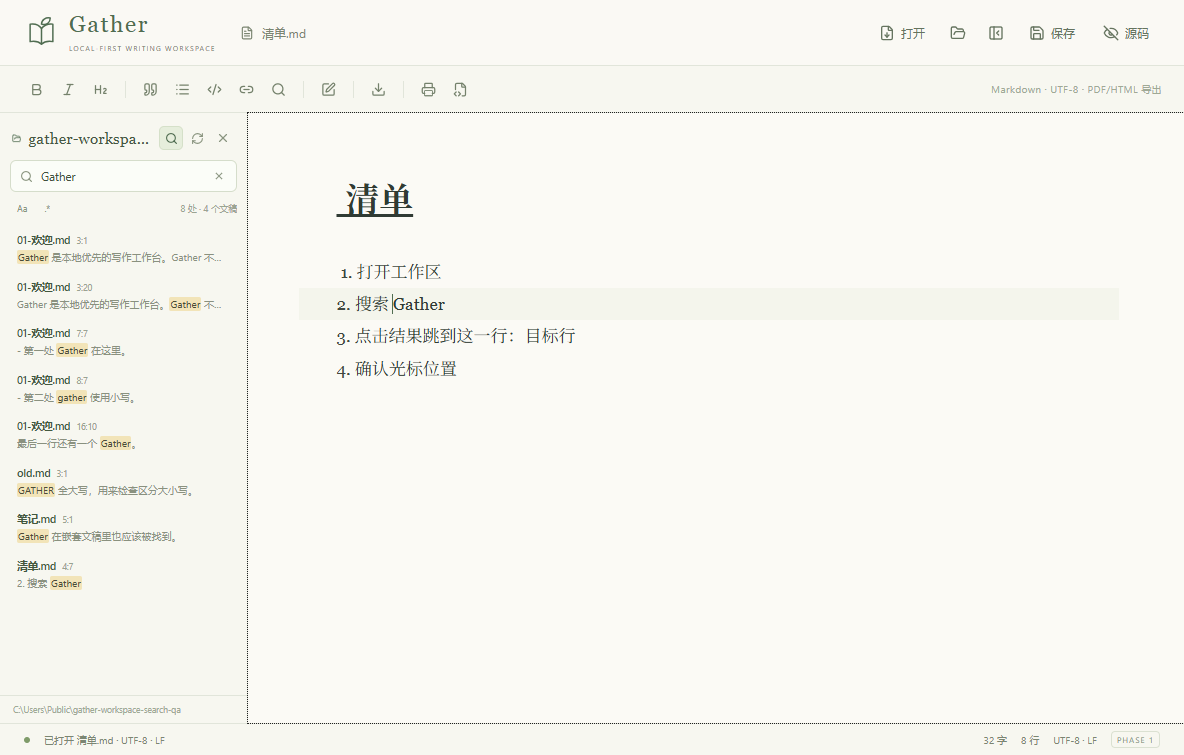 Gather
LOCAL-FIRST WRITING WORKSPACE
清单.md
打开
保存
源码
B I H₂
Markdown · UTF-8 · PDF/HTML 导出
gather-workspa...
Gather
Aa .* 8 处 · 4 个文稿
01-欢迎.md 3:1
Gather 是本地优先的写作工作台。Gather 不...
01-欢迎.md 3:20
Gather 是本地优先的写作工作台。Gather 不...
01-欢迎.md 7:7
- 第一处 Gather 在这里。
01-欢迎.md 8:7
- 第二处 gather 使用小写。
01-欢迎.md 16:10
最后一行还有一个 Gather。
old.md 3:1
GATHER 全大写，用来检查区分大小写。
笔记.md 5:1
Gather 在嵌套文稿里也应该被找到。
清单.md 4:7
2. 搜索 Gather
C:\Users\Public\gather-workspace-search-qa
清单
1. 打开工作区
2. 搜索 Gather
3. 点击结果跳到这一行：目标行
4. 确认光标位置
已打开 清单.md · UTF-8 · LF
32 字 8 行 UTF-8 · LF PHASE 1